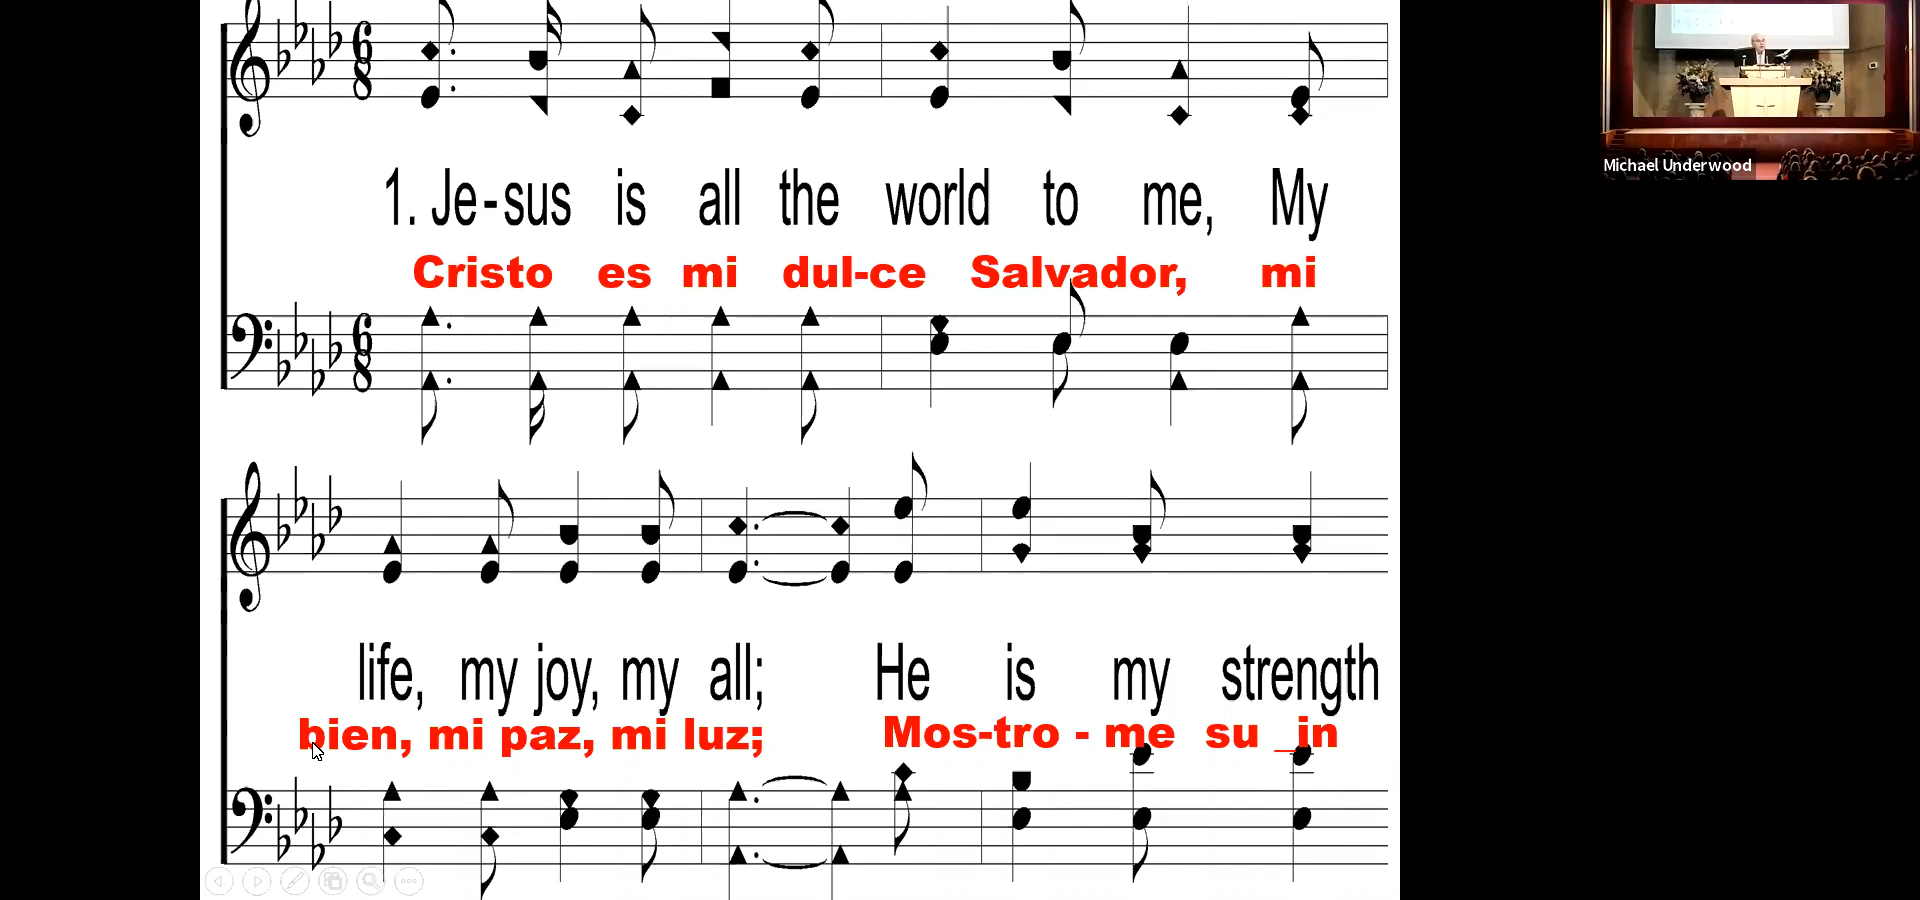 1. Je-sus is all the world to me, My
Cristo es mi dul-ce Salvador, mi
life, my joy, my all; He is my strength
bien, mi paz, mi luz; Mos-tro - me su _in
Michael Underwood